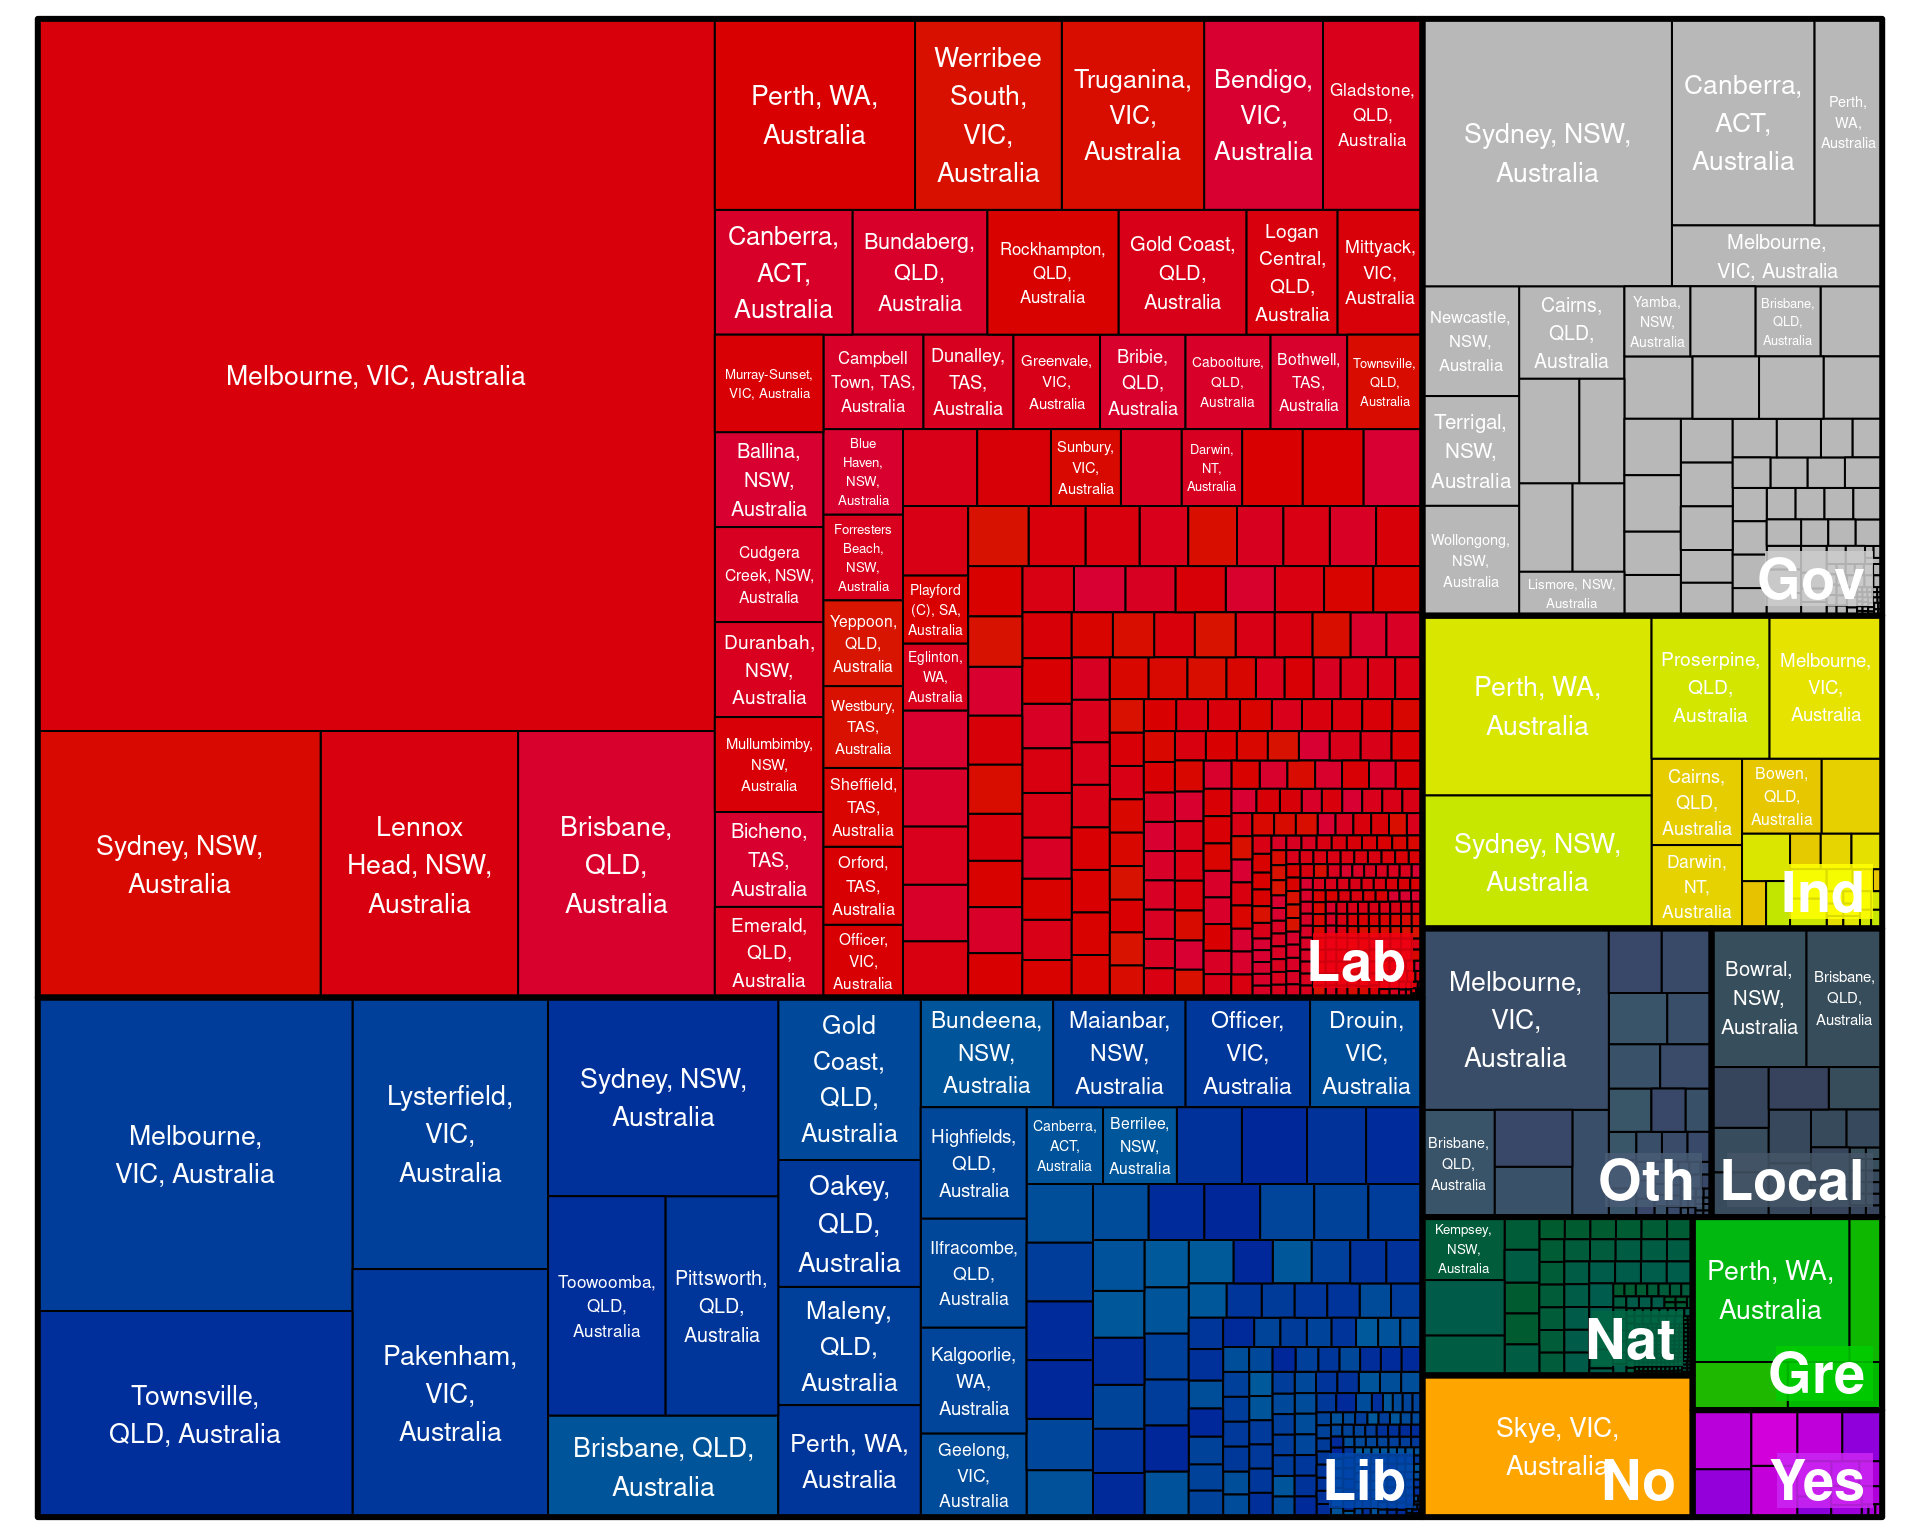 Melbourne, VIC, Australia
Sydney, NSW,
Australia
Lennox
Head, NSW,
Australia
Brisbane,
QLD,
Australia
Perth, WA,
Australia
Werribee
South,
VIC,
Australia
Truganina,
VIC,
Australia
Bendigo,
VIC,
Australia
Gladstone,
QLD,
Australia
Canberra,
ACT,
Australia
Bundaberg,
QLD,
Australia
Rockhampton,
QLD,
Australia
Gold Coast,
QLD,
Australia
Logan
Central,
QLD,
Australia
Mittyack,
VIC,
Australia
Murray-Sunset,
VIC, Australia
Campbell
Town, TAS,
Australia
Dunalley,
TAS,
Australia
Greenvale,
VIC,
Australia
Bribie,
QLD,
Australia
Caboolture,
QLD,
Australia
Bothwell,
TAS,
Australia
Townsville,
QLD,
Australia
Ballina,
NSW,
Australia
Cudgera
Creek, NSW,
Australia
Duranbah,
NSW,
Australia
Mullumbimby,
NSW,
Australia
Bicheno,
TAS,
Australia
Emerald,
QLD,
Australia
Blue
Haven,
NSW,
Australia
Forresters
Beach,
NSW,
Australia
Yeppoon,
QLD,
Australia
Westbury,
TAS,
Australia
Sheffield,
TAS,
Australia
Orford,
TAS,
Australia
Officer,
VIC,
Australia
Sunbury,
VIC,
Australia
Darwin,
NT,
Australia
Playford
(C), SA,
Australia
Eglinton,
WA,
Australia
Lab
Melbourne,
VIC, Australia
Townsville,
QLD, Australia
Lysterfield,
VIC,
Australia
Pakenham,
VIC,
Australia
Sydney, NSW,
Australia
Toowoomba,
QLD,
Australia
Pittsworth,
QLD,
Australia
Brisbane, QLD,
Australia
Gold
Coast,
QLD,
Australia
Oakey,
QLD,
Australia
Maleny,
QLD,
Australia
Perth, WA,
Australia
Bundeena,
NSW,
Australia
Maianbar,
NSW,
Australia
Officer,
VIC,
Australia
Drouin,
VIC,
Australia
Highfields,
QLD,
Australia
Ilfracombe,
QLD,
Australia
Kalgoorlie,
WA,
Australia
Geelong,
VIC,
Australia
Canberra,
ACT,
Australia
Berrilee,
NSW,
Australia
Lib
Sydney, NSW,
Australia
Canberra,
ACT,
Australia
Perth,
WA,
Australia
Melbourne,
VIC, Australia
Newcastle,
NSW,
Australia
Terrigal,
NSW,
Australia
Wollongong,
NSW,
Australia
Cairns,
QLD,
Australia
Lismore, NSW,
Australia
Yamba,
NSW,
Australia
Brisbane,
QLD,
Australia
Gov
Perth, WA,
Australia
Sydney, NSW,
Australia
Proserpine,
QLD,
Australia
Melbourne,
VIC,
Australia
Cairns,
QLD,
Australia
Darwin,
NT,
Australia
Bowen,
QLD,
Australia
Ind
Melbourne,
VIC,
Australia
Brisbane,
QLD,
Australia
Oth
Bowral,
NSW,
Australia
Brisbane,
QLD,
Australia
Local
Kempsey,
NSW,
Australia
Nat
Perth, WA,
Australia
Gre
Skye, VIC,
Australia
No
Yes